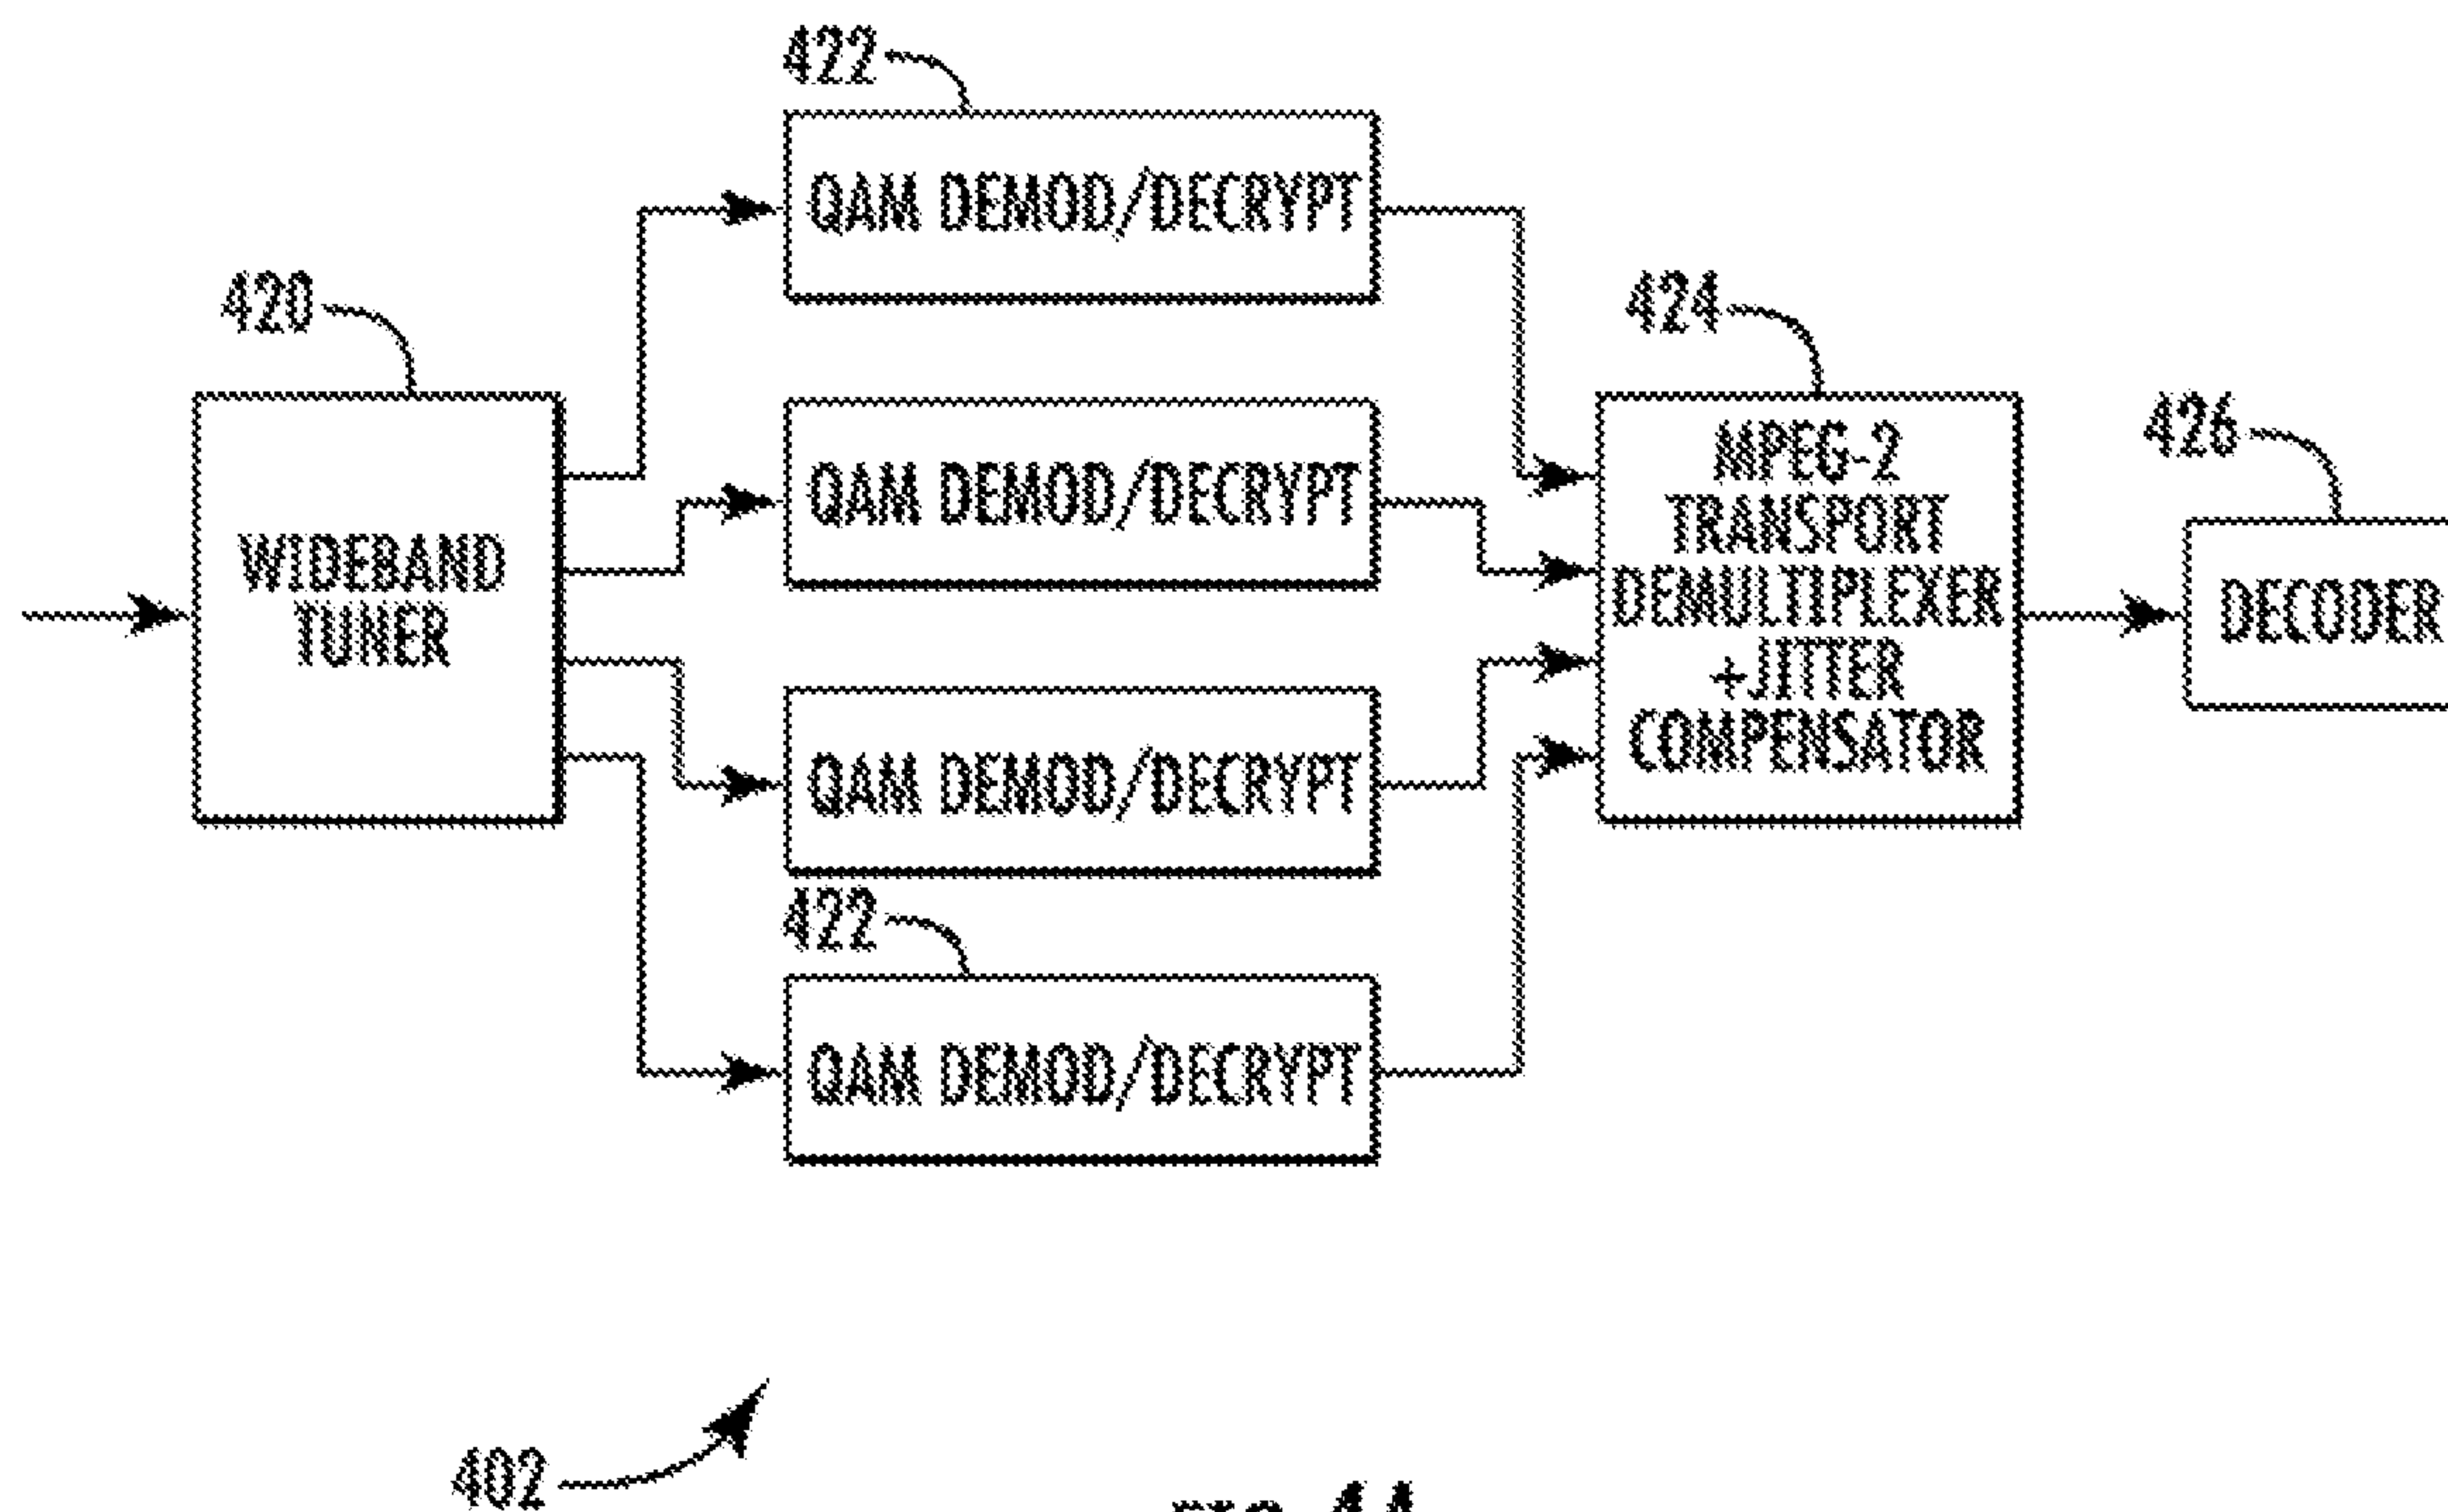 422
QAM DEMOD/DECRYPT
420
424
WIDEBAND
TUNER
QAM DEMOD/DECRYPT
MPEG-2
TRANSPORT
DEMULTIPLEXER
+JITTER
COMPENSATOR
426
DECODER
QAM DEMOD/DECRYPT
422
QAM DEMOD/DECRYPT
402